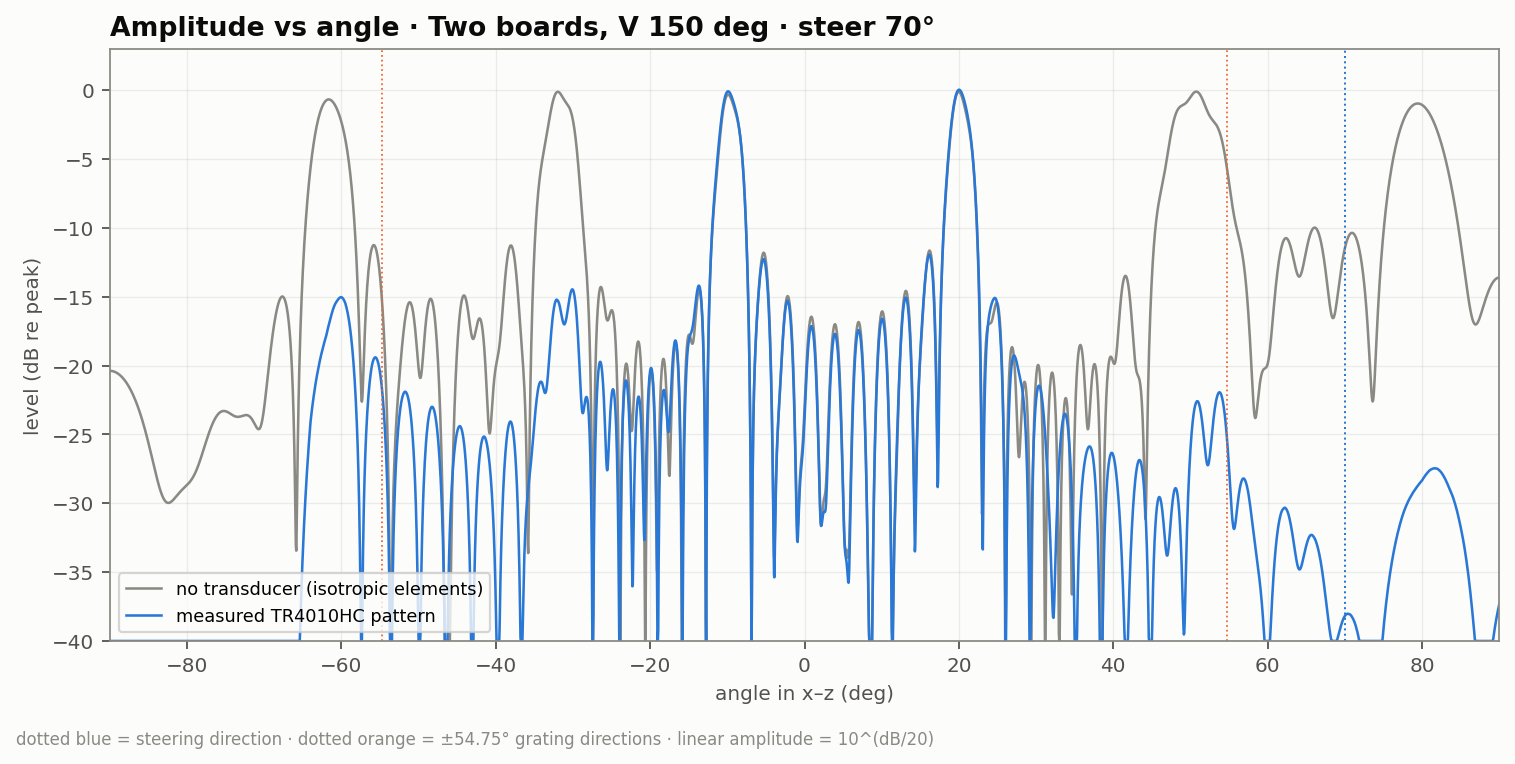 Amplitude vs angle · Two boards, V 150 deg · steer 70°
level (dB re peak)
0
−5
−10
−15
−20
−25
−30
−35
−40
no transducer (isotropic elements)
measured TR4010HC pattern
−80 −60 −40 −20 0 20 40 60 80
angle in x–z (deg)
dotted blue = steering direction · dotted orange = ±54.75° grating directions · linear amplitude = 10^(dB/20)